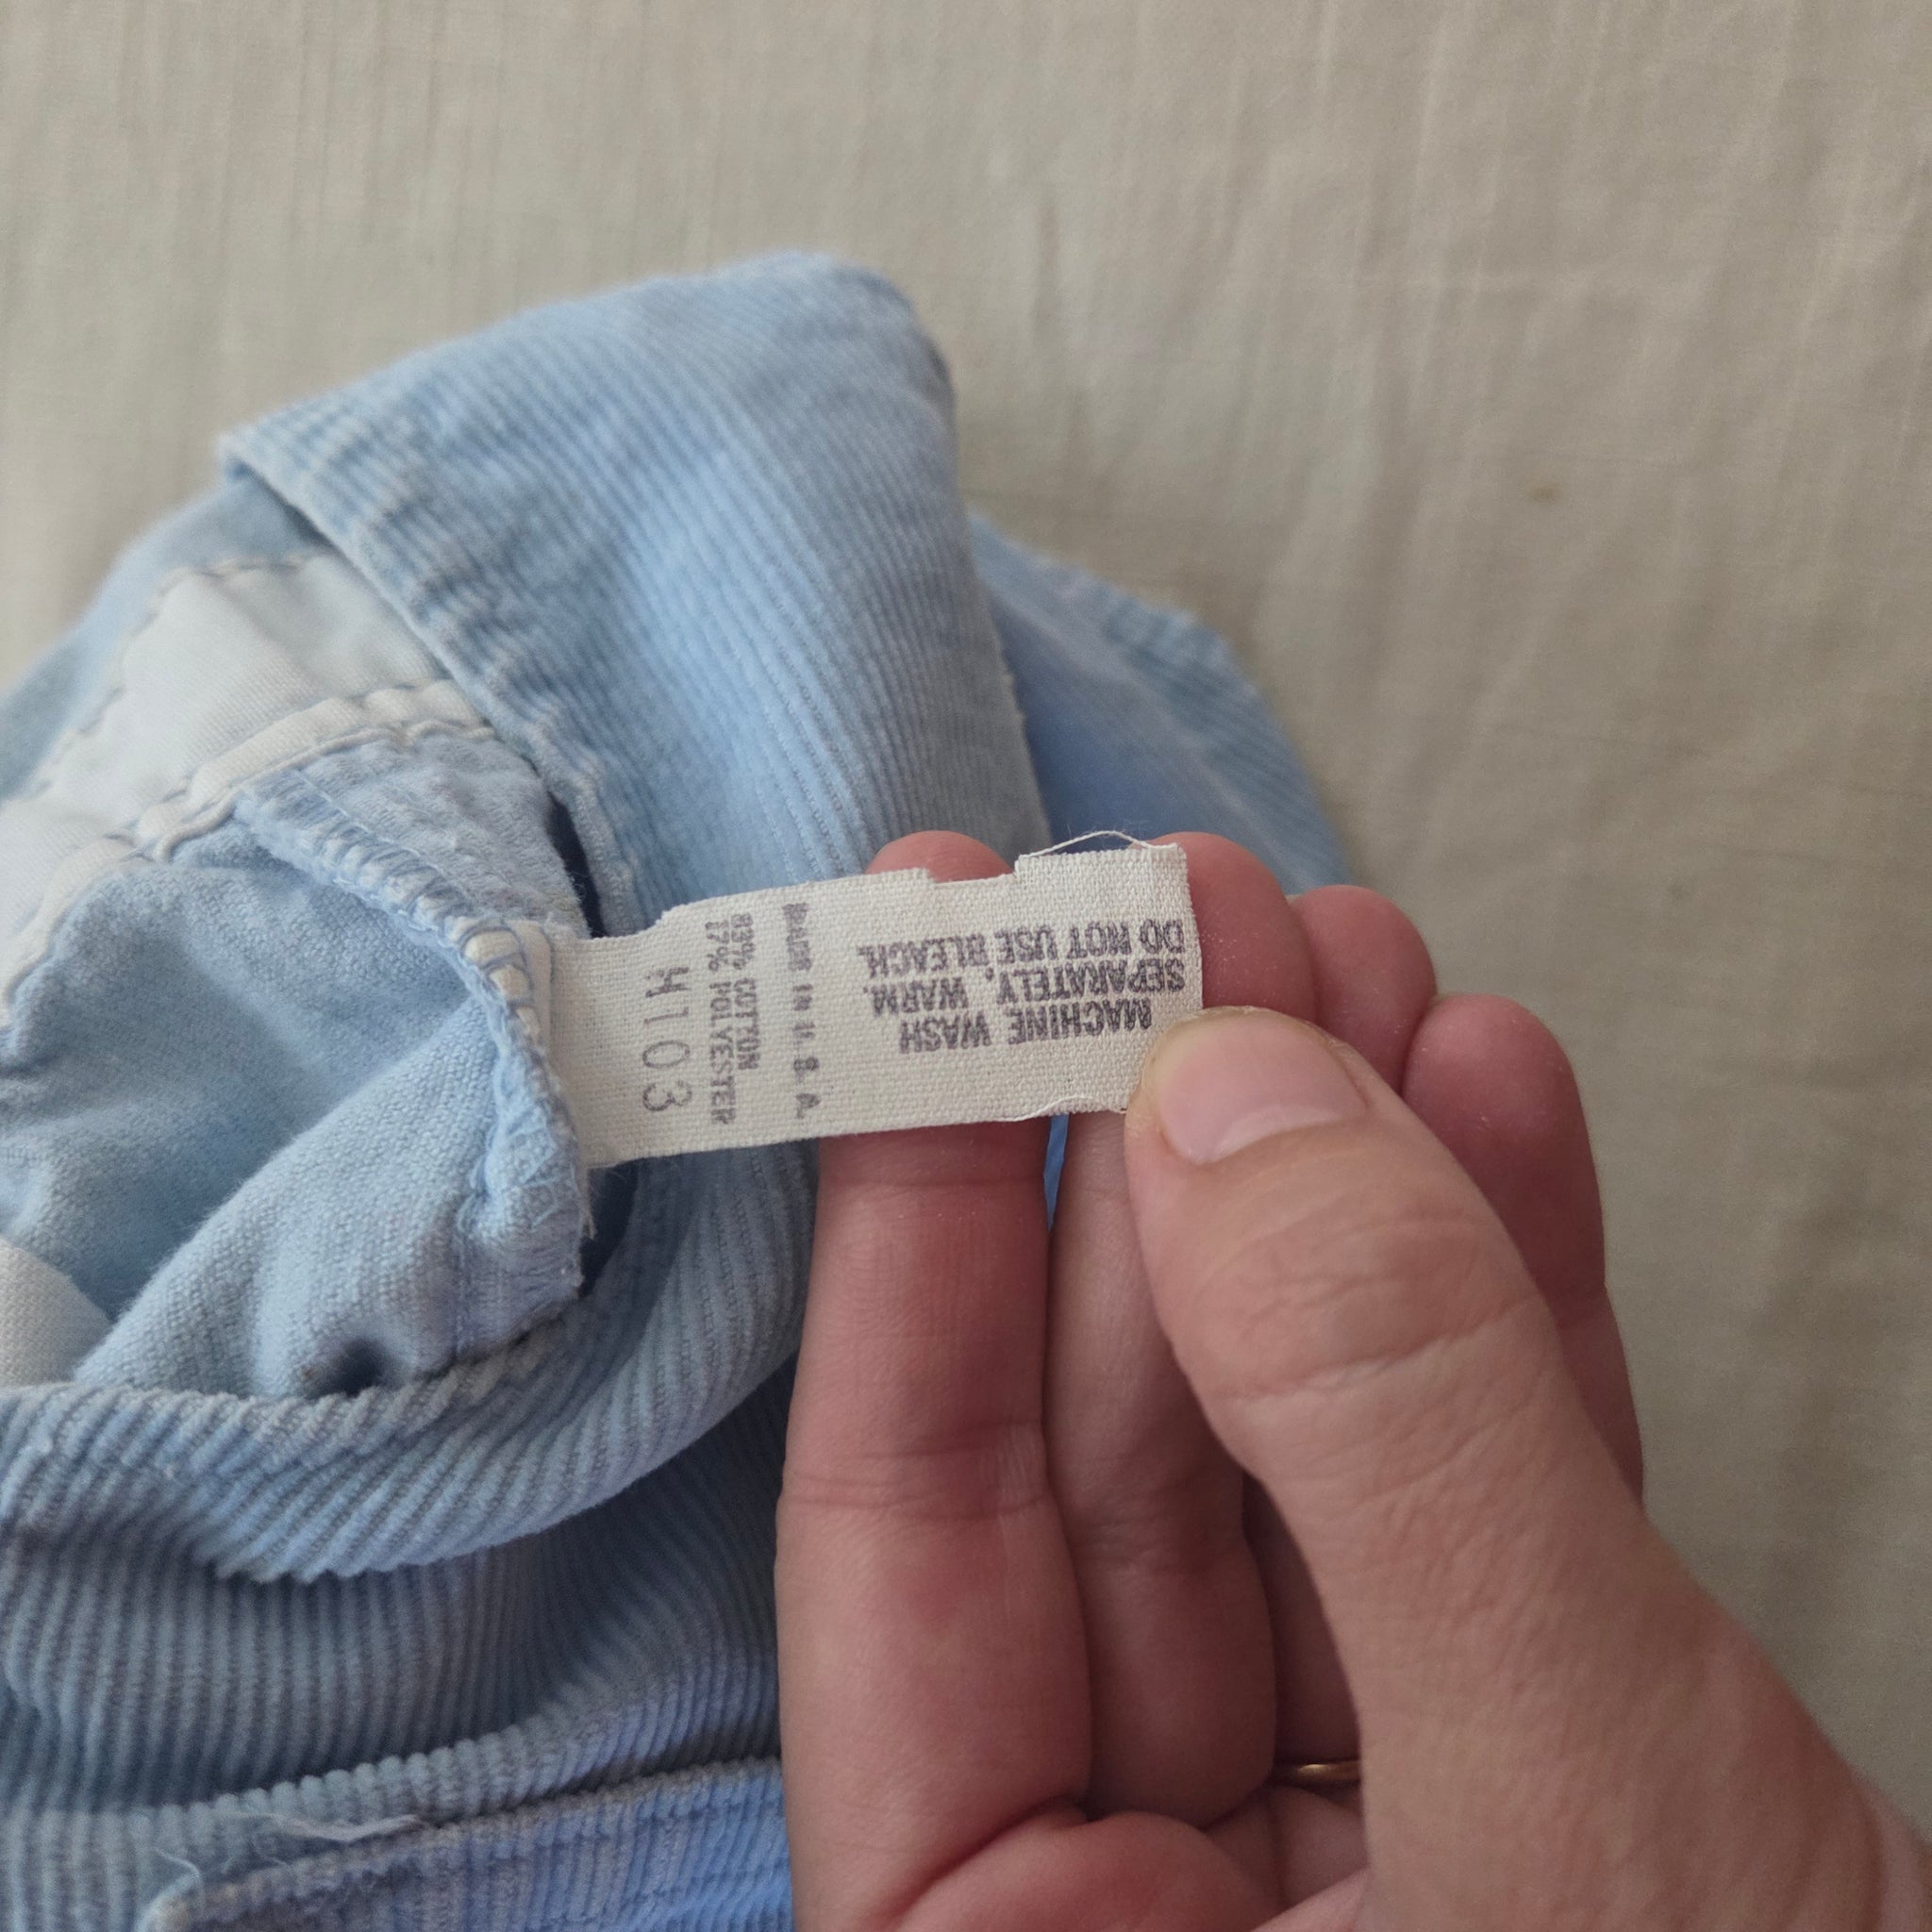 MACHINE WASH
SEPARATELY, WARM.
DO NOT USE BLEACH.
MADE IN U.S.A.
83% COTTON
17% POLYESTER
4103